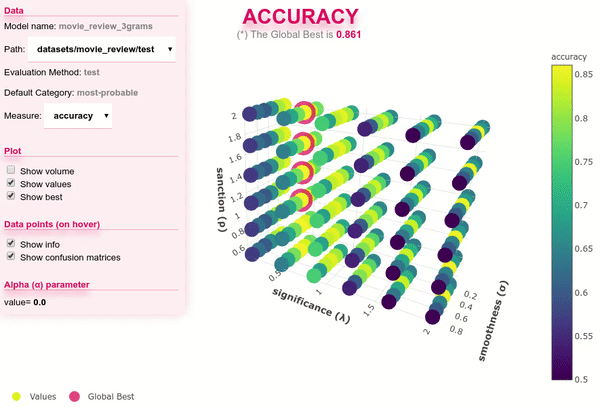 Data
Model name: movie_review_3grams
Path: datasets/movie_review/test
Evaluation Method: test
Default Category: most-probable
Measure: accuracy
Plot
Show volume
Show values
Show best
Data points (on hover)
Show info
Show confusion matrices
Alpha (α) parameter
value= 0.0
ACCURACY
(*) The Global Best is 0.861
sanction (ρ)
2
1.8
1.6
1.4
1.2
1
0.8
0.6
significance (λ)
0.5
1
1.5
2
smoothness (σ)
0.2
0.4
0.6
0.8
accuracy
0.85
0.8
0.75
0.7
0.65
0.6
0.55
0.5
Values
Global Best